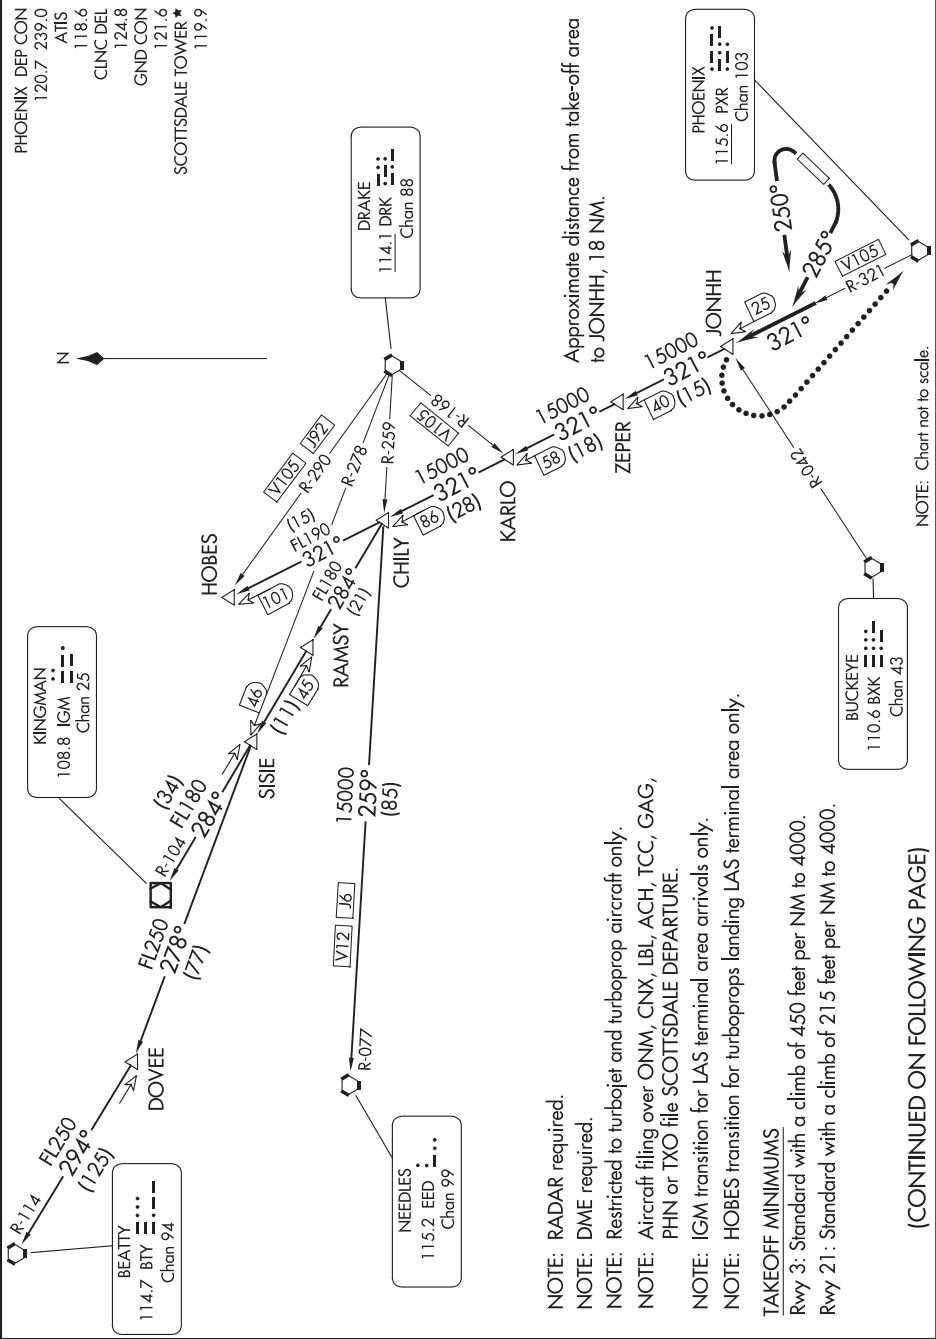 PHOENIX DEP CON
120.7 239.0
ATIS
118.6
CLNC DEL
124.8
GND CON
121.6
SCOTTSDALE TOWER★
119.9
N
BEATTY
114.7 BTY
Chan 94
R-114
FL250
294°
(125)
DOVEE
FL250
278°
(77)
KINGMAN
108.8 IGM
Chan 25
R-104
(34)
FL180
284°
SISIE
46
(11)
45
RAMSY
FL180
284°
(21)
HOBES
101
(15)
FL190
321°
V105
J92
R-290
R-278
R-259
DRAKE
114.1 DRK
Chan 88
V105
R-168
NEEDLES
115.2 EED
Chan 99
R-077
V12
J6
15000
259°
(85)
CHILY
15000
321°
86
(28)
KARLO
15000
321°
58
(18)
ZEPER
15000
321°
40
(15)
JONHH
25
321°
V105
R-321
285°
250°
PHOENIX
115.6 PXR
Chan 103
Approximate distance from take-off area
to JONHH, 18 NM.
R-042
BUCKEYE
110.6 BXK
Chan 43
NOTE: Chart not to scale.
NOTE: RADAR required.
NOTE: DME required.
NOTE: Restricted to turbojet and turboprop aircraft only.
NOTE: Aircraft filing over ONM, CNX, LBL, ACH, TCC, GAG,
PHN or TXO file SCOTTSDALE DEPARTURE.
NOTE: IGM transition for LAS terminal area arrivals only.
NOTE: HOBES transition for turboprops landing LAS terminal area only.
TAKEOFF MINIMUMS
Rwy 3: Standard with a climb of 450 feet per NM to 4000.
Rwy 21: Standard with a climb of 215 feet per NM to 4000.
(CONTINUED ON FOLLOWING PAGE)